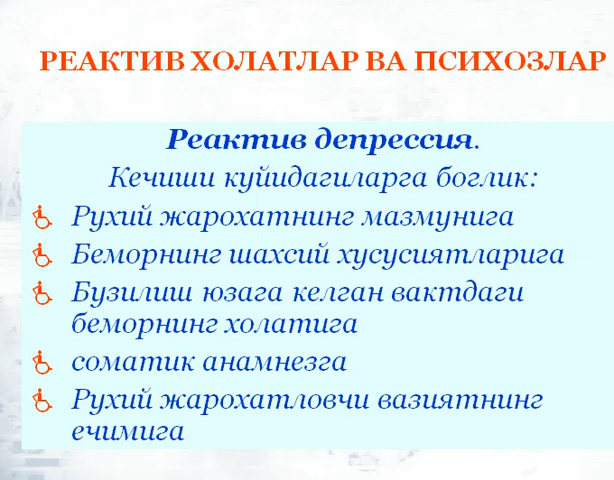 РЕАКТИВ ХОЛАТЛАР ВА ПСИХОЗЛАР
Реактив депрессия.
Кечиши куйидагиларга боглик:
Рухий жарохатнинг мазмунига
Беморнинг шахсий хусусиятларига
Бузилиш юзага келган вактдаги
беморнинг холатига
соматик анамнезга
Рухий жарохатловчи вазиятнинг
ечимига